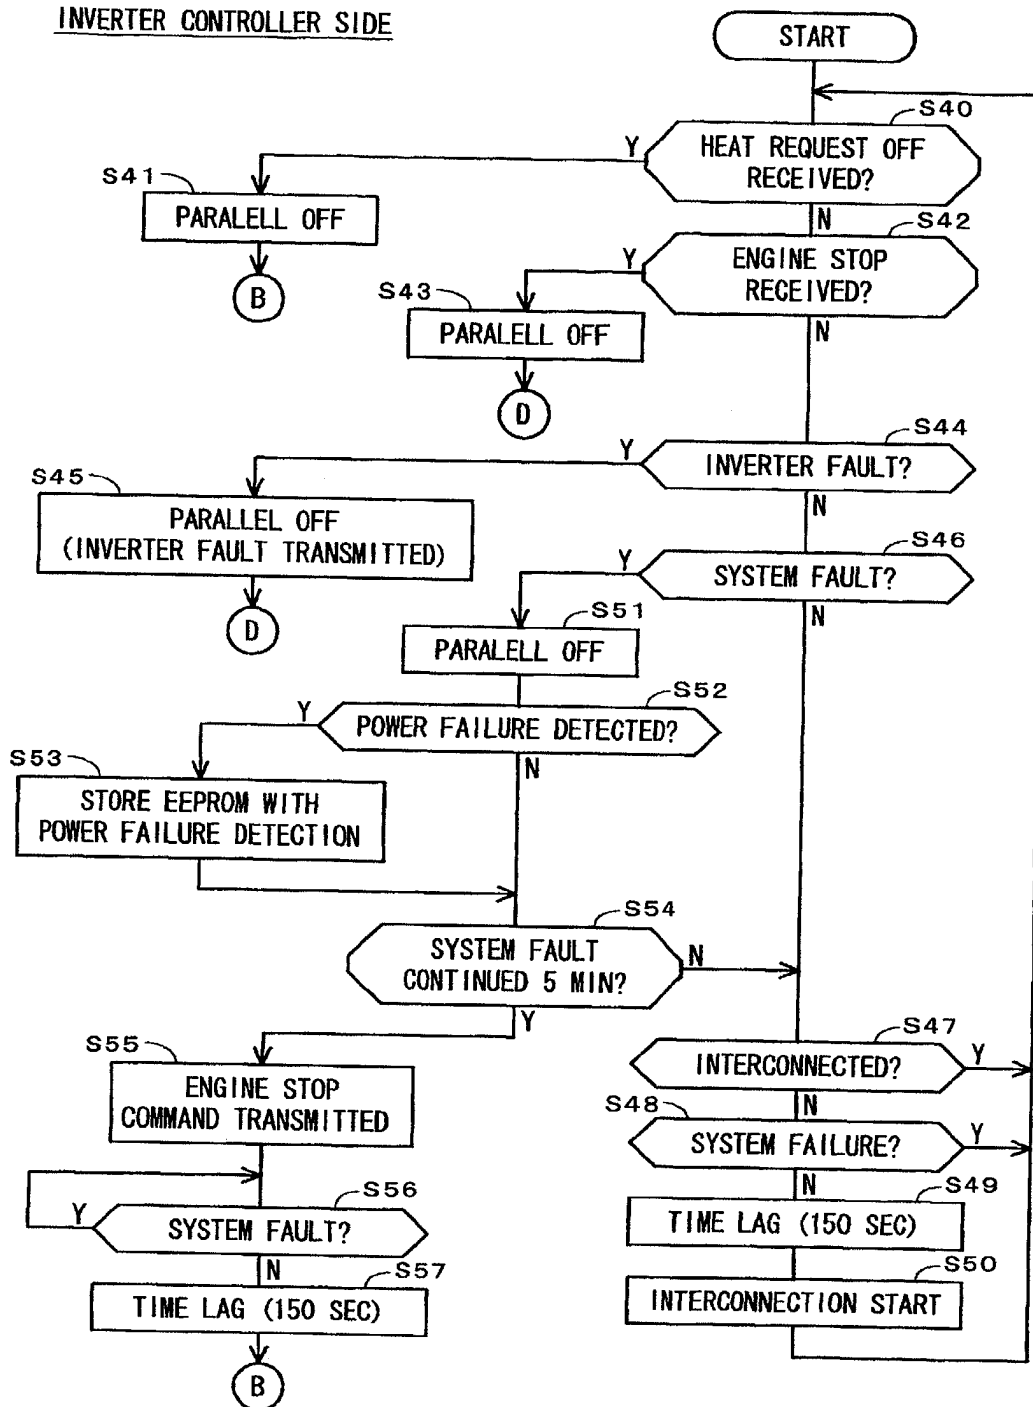 INVERTER CONTROLLER SIDE
START
S40
HEAT REQUEST OFF
RECEIVED?
Y
N
S41
PARALELL OFF
B
S42
ENGINE STOP
RECEIVED?
Y
N
S43
PARALELL OFF
D
S44
INVERTER FAULT?
Y
N
S45
PARALLEL OFF
(INVERTER FAULT TRANSMITTED)
D
S46
SYSTEM FAULT?
Y
N
S51
PARALELL OFF
S52
POWER FAILURE DETECTED?
Y
N
S53
STORE EEPROM WITH
POWER FAILURE DETECTION
S54
SYSTEM FAULT
CONTINUED 5 MIN?
N
Y
S47
INTERCONNECTED?
Y
N
S55
ENGINE STOP
COMMAND TRANSMITTED
S48
SYSTEM FAILURE?
Y
N
S56
SYSTEM FAULT?
Y
N
S49
TIME LAG (150 SEC)
S57
TIME LAG (150 SEC)
S50
INTERCONNECTION START
B